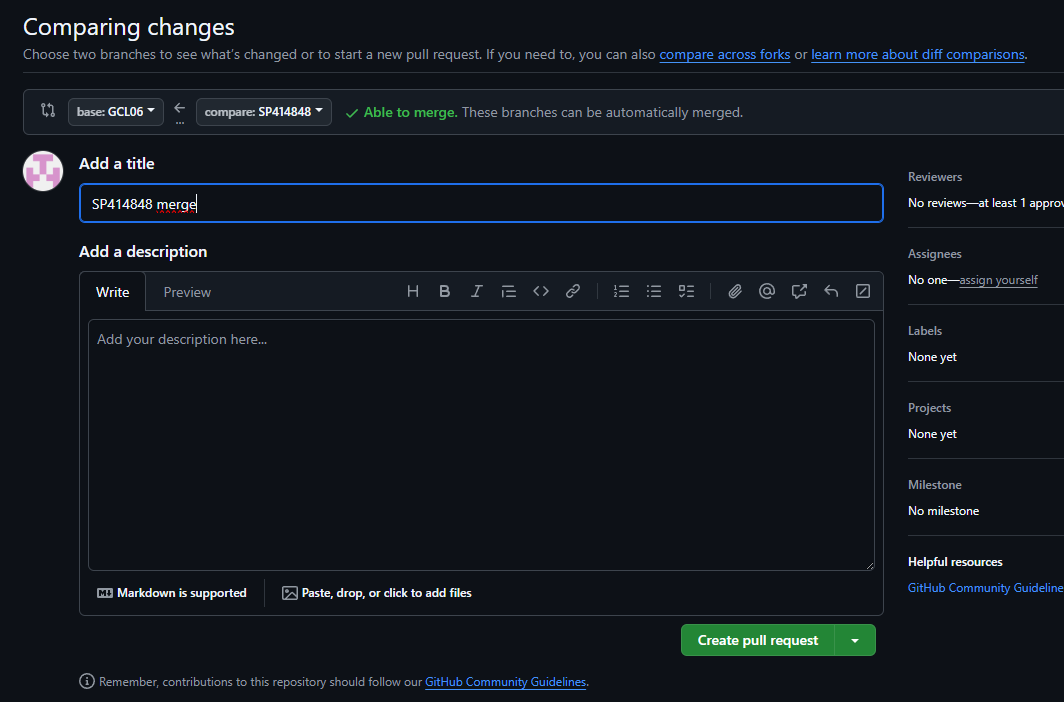 Comparing changes
Choose two branches to see what's changed or to start a new pull request. If you need to, you can also compare across forks or learn more about diff comparisons.
base: GCL06
compare: SP414848
Able to merge. These branches can be automatically merged.
Add a title
SP414848 merge
Add a description
Write
Preview
Add your description here...
Markdown is supported
Paste, drop, or click to add files
Create pull request
Remember, contributions to this repository should follow our GitHub Community Guidelines.
Reviewers
No reviews—at least 1 approv
Assignees
No one—assign yourself
Labels
None yet
Projects
None yet
Milestone
No milestone
Helpful resources
GitHub Community Guideline